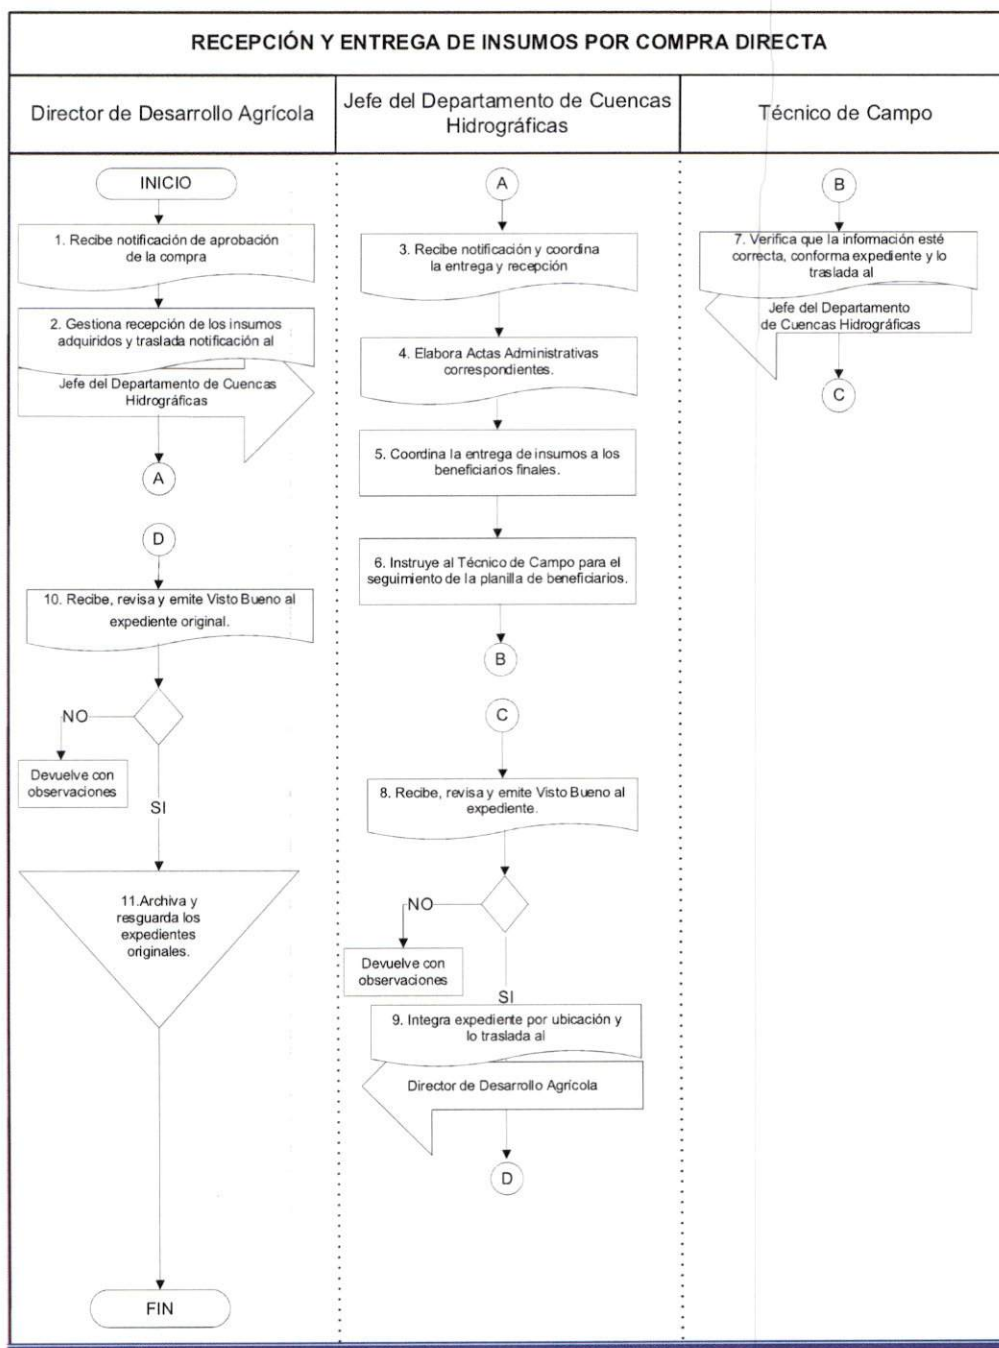 RECEPCIÓN Y ENTREGA DE INSUMOS POR COMPRA DIRECTA
Director de Desarrollo Agrícola
Jefe del Departamento de Cuencas
Hidrográficas
Técnico de Campo
INICIO
1. Recibe notificación de aprobación
de la compra
2. Gestiona recepción de los insumos
adquiridos y traslada notificación al
Jefe del Departamento de Cuencas
Hidrográficas
A
D
10. Recibe, revisa y emite Visto Bueno al
expediente original.
NO
Devuelve con
observaciones
SI
11.Archiva y
resguarda los
expedientes
originales.
FIN
A
3. Recibe notificación y coordina
la entrega y recepción
4. Elabora Actas Administrativas
correspondientes.
5. Coordina la entrega de insumos a los
beneficiarios finales.
6. Instruye al Técnico de Campo para el
seguimiento de la planilla de beneficiarios.
B
C
8. Recibe, revisa y emite Visto Bueno al
expediente.
NO
Devuelve con
observaciones
SI
9. Integra expediente por ubicación y
lo traslada al
Director de Desarrollo Agrícola
D
B
7. Verifica que la información esté
correcta, conforma expediente y lo
traslada al
Jefe del Departamento
de Cuencas Hidrográficas
C